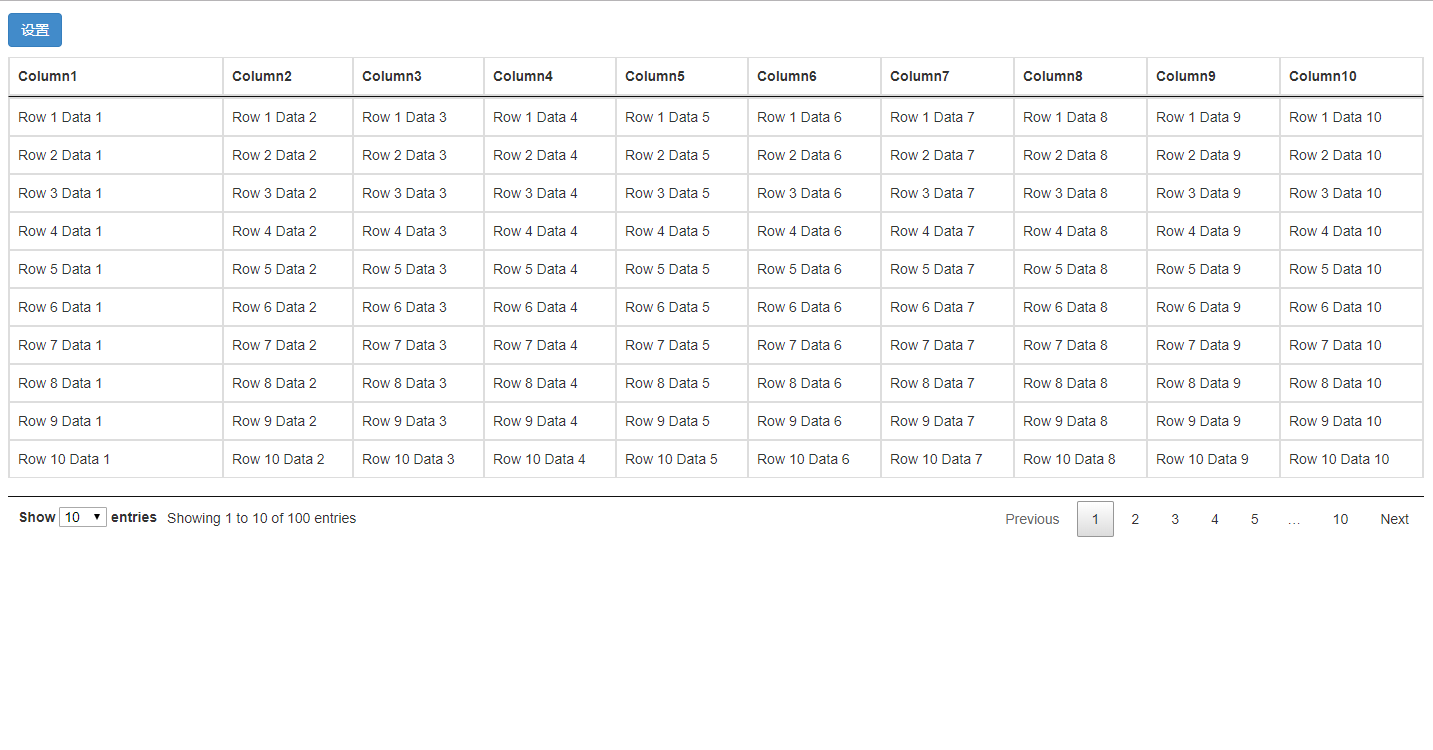 设置
Column1 Column2 Column3 Column4 Column5 Column6 Column7 Column8 Column9 Column10
Row 1 Data 1 Row 1 Data 2 Row 1 Data 3 Row 1 Data 4 Row 1 Data 5 Row 1 Data 6 Row 1 Data 7 Row 1 Data 8 Row 1 Data 9 Row 1 Data 10
Row 2 Data 1 Row 2 Data 2 Row 2 Data 3 Row 2 Data 4 Row 2 Data 5 Row 2 Data 6 Row 2 Data 7 Row 2 Data 8 Row 2 Data 9 Row 2 Data 10
Row 3 Data 1 Row 3 Data 2 Row 3 Data 3 Row 3 Data 4 Row 3 Data 5 Row 3 Data 6 Row 3 Data 7 Row 3 Data 8 Row 3 Data 9 Row 3 Data 10
Row 4 Data 1 Row 4 Data 2 Row 4 Data 3 Row 4 Data 4 Row 4 Data 5 Row 4 Data 6 Row 4 Data 7 Row 4 Data 8 Row 4 Data 9 Row 4 Data 10
Row 5 Data 1 Row 5 Data 2 Row 5 Data 3 Row 5 Data 4 Row 5 Data 5 Row 5 Data 6 Row 5 Data 7 Row 5 Data 8 Row 5 Data 9 Row 5 Data 10
Row 6 Data 1 Row 6 Data 2 Row 6 Data 3 Row 6 Data 4 Row 6 Data 5 Row 6 Data 6 Row 6 Data 7 Row 6 Data 8 Row 6 Data 9 Row 6 Data 10
Row 7 Data 1 Row 7 Data 2 Row 7 Data 3 Row 7 Data 4 Row 7 Data 5 Row 7 Data 6 Row 7 Data 7 Row 7 Data 8 Row 7 Data 9 Row 7 Data 10
Row 8 Data 1 Row 8 Data 2 Row 8 Data 3 Row 8 Data 4 Row 8 Data 5 Row 8 Data 6 Row 8 Data 7 Row 8 Data 8 Row 8 Data 9 Row 8 Data 10
Row 9 Data 1 Row 9 Data 2 Row 9 Data 3 Row 9 Data 4 Row 9 Data 5 Row 9 Data 6 Row 9 Data 7 Row 9 Data 8 Row 9 Data 9 Row 9 Data 10
Row 10 Data 1 Row 10 Data 2 Row 10 Data 3 Row 10 Data 4 Row 10 Data 5 Row 10 Data 6 Row 10 Data 7 Row 10 Data 8 Row 10 Data 9 Row 10 Data 10
Show 10 entries Showing 1 to 10 of 100 entries Previous 1 2 3 4 5 … 10 Next